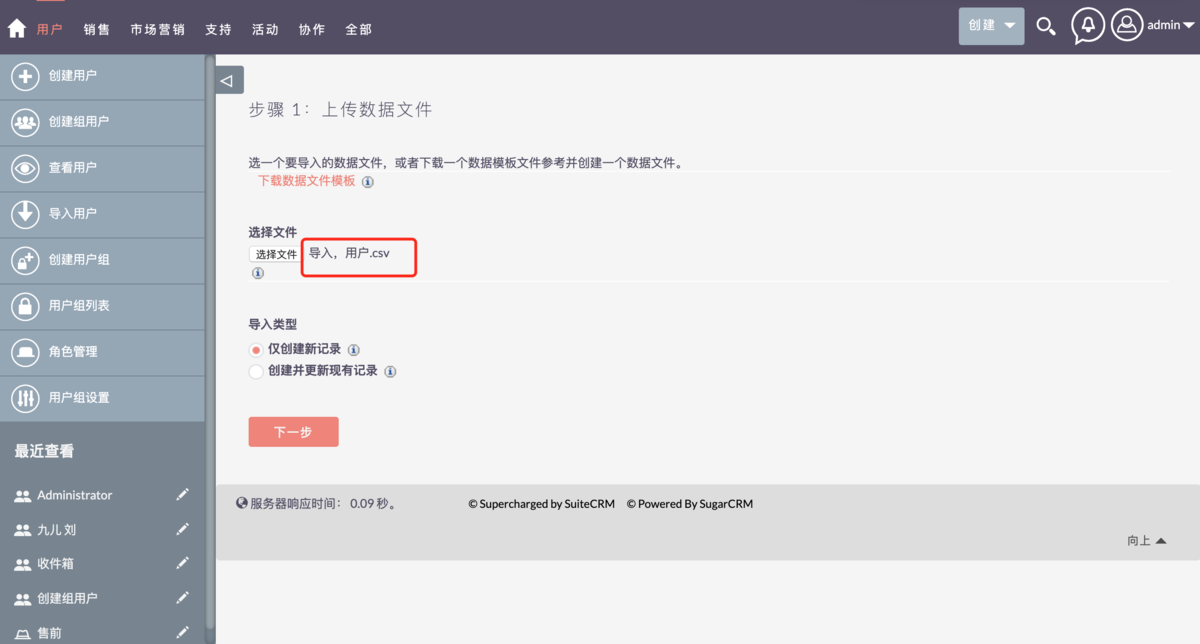 用户 销售 市场营销 支持 活动 协作 全部 创建 admin
创建用户
创建组用户
查看用户
导入用户
创建用户组
用户组列表
角色管理
用户组设置
最近查看
Administrator
九儿 刘
收件箱
创建组用户
售前
步骤 1：上传数据文件
选一个要导入的数据文件，或者下载一个数据模板文件参考并创建一个数据文件。
下载数据文件模板
选择文件
选择文件 导入，用户.csv
导入类型
仅创建新记录
创建并更新现有记录
下一步
服务器响应时间： 0.09 秒。 © Supercharged by SuiteCRM © Powered By SugarCRM
向上